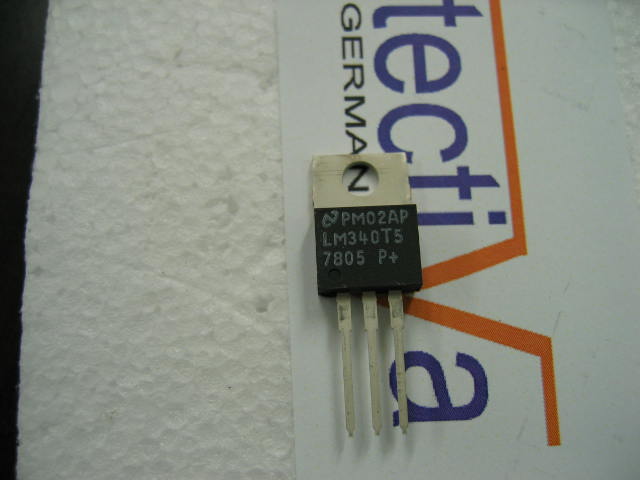 PM02AP
LM340T5
7805 P+
tectiVa
GERMAN